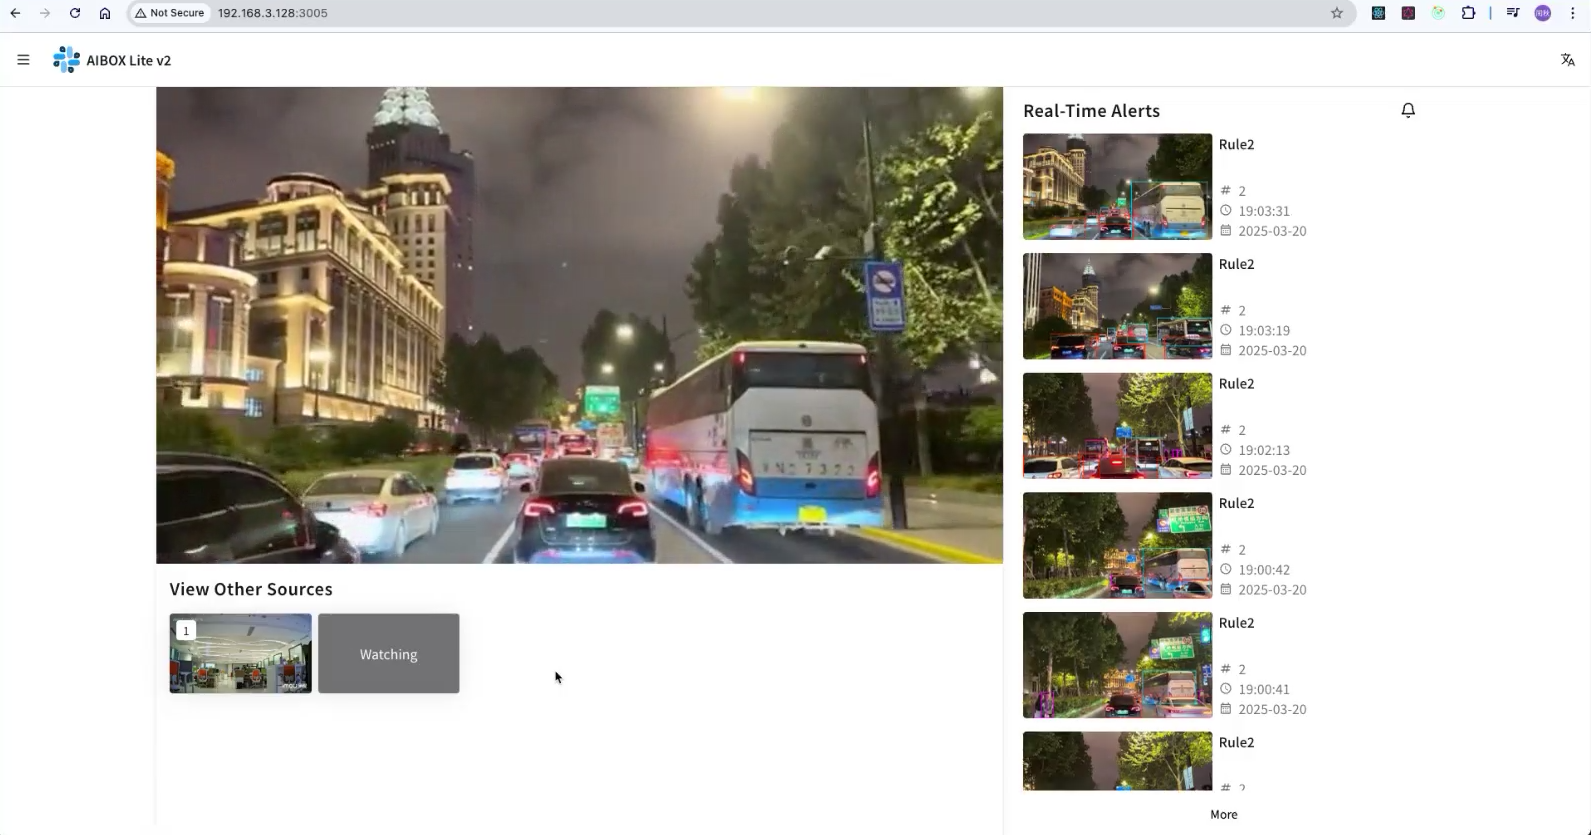 Not Secure
192.168.3.128:3005
AIBOX Lite v2
Real-Time Alerts
Rule2
# 2
19:03:31
2025-03-20
Rule2
# 2
19:03:19
2025-03-20
Rule2
# 2
19:02:13
2025-03-20
Rule2
# 2
19:00:42
2025-03-20
Rule2
# 2
19:00:41
2025-03-20
Rule2
# 2
More
View Other Sources
1
Watching